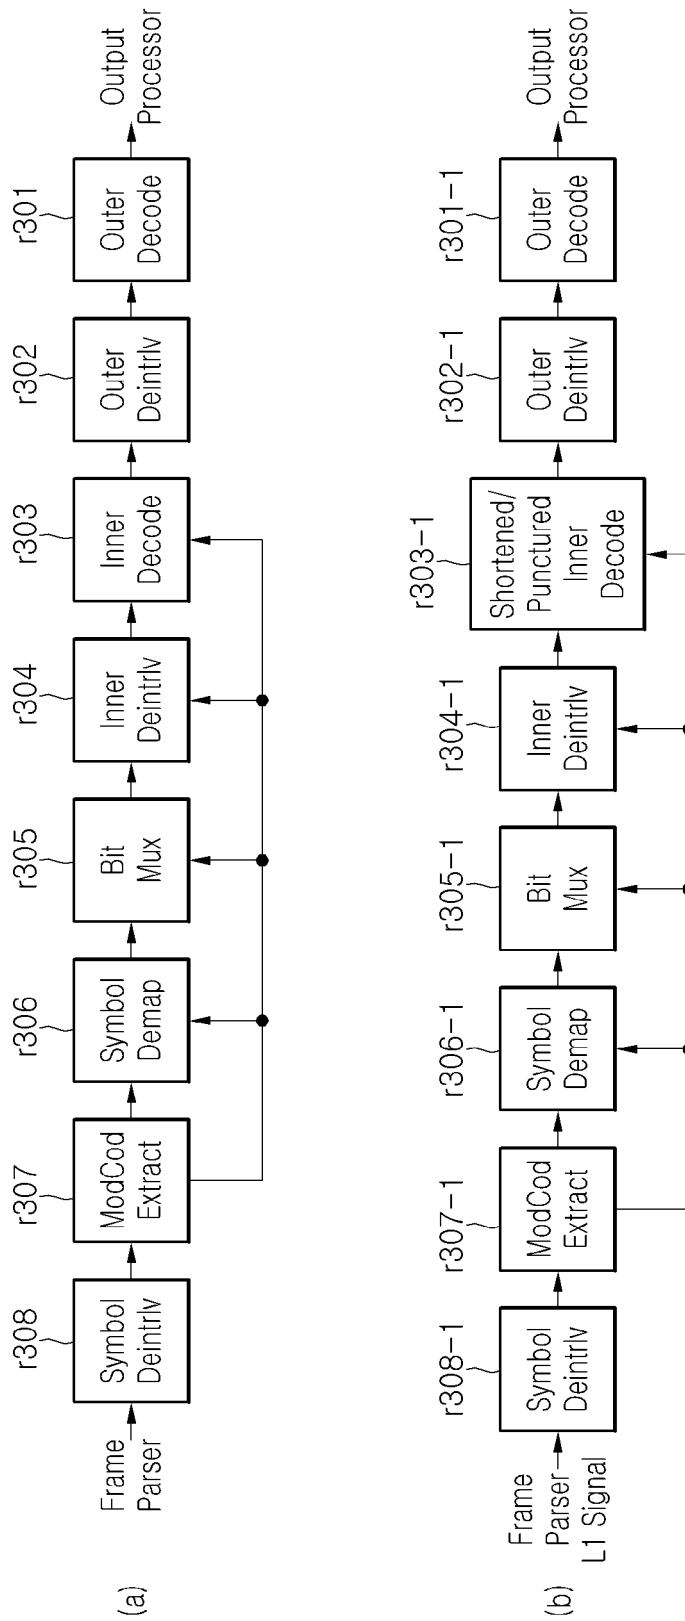 (a)
Frame
Parser
r308
Symbol
Deintrlv
r307
ModCod
Extract
r306
Symbol
Demap
r305
Bit
Mux
r304
Inner
Deintrlv
r303
Inner
Decode
r302
Outer
Deintrlv
r301
Outer
Decode
Output
Processor
(b)
Frame
Parser
L1 Signal
r308-1
Symbol
Deintrlv
r307-1
ModCod
Extract
r306-1
Symbol
Demap
r305-1
Bit
Mux
r304-1
Inner
Deintrlv
r303-1
Shortened/
Punctured
Inner
Decode
r302-1
Outer
Deintrlv
r301-1
Outer
Decode
Output
Processor